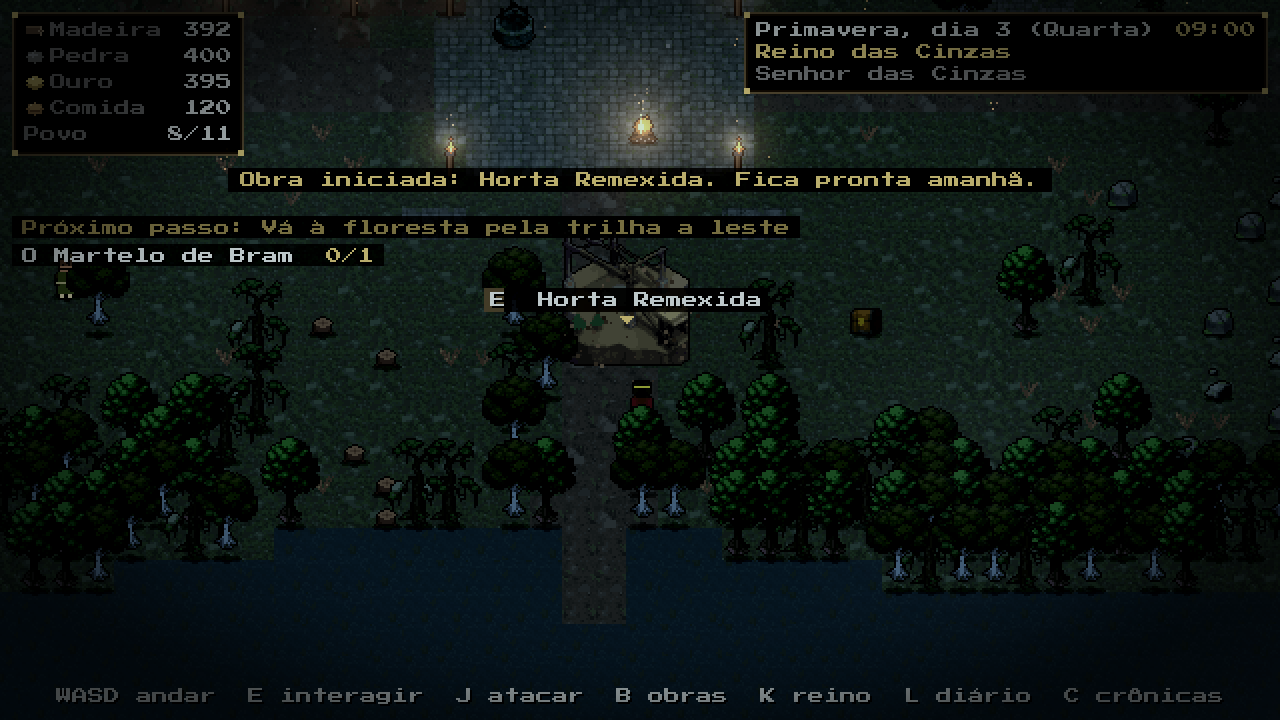 Madeira 392
Pedra 400
Ouro 395
Comida 120
Povo 8/11
Primavera, dia 3 (Quarta) 09:00
Reino das Cinzas
Senhor das Cinzas
Obra iniciada: Horta Remexida. Fica pronta amanhã.
Próximo passo: Vá à floresta pela trilha a leste
O Martelo de Bram 0/1
E Horta Remexida
WASD andar E interagir J atacar B obras K reino L diário C crônicas